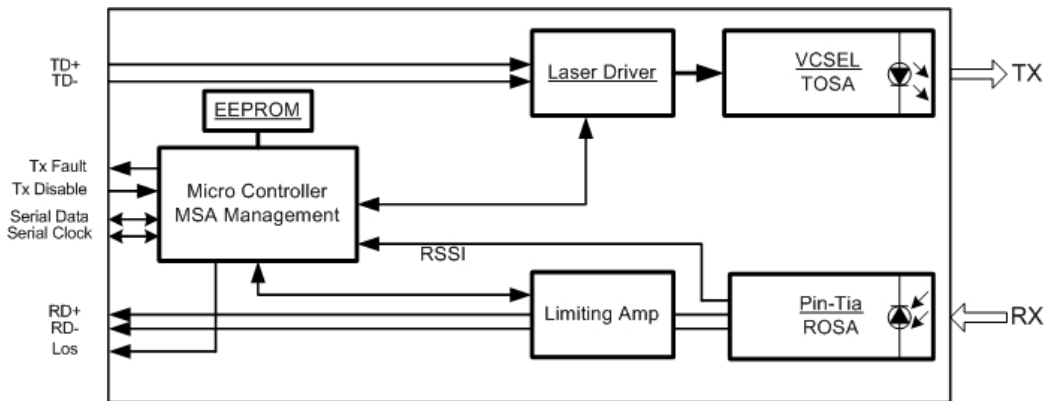 TD+
TD-
Laser Driver
VCSEL
TOSA
TX
EEPROM
Tx Fault
Tx Disable
Serial Data
Serial Clock
Micro Controller
MSA Management
RSSI
RD+
RD-
Los
Limiting Amp
Pin-Tia
ROSA
RX